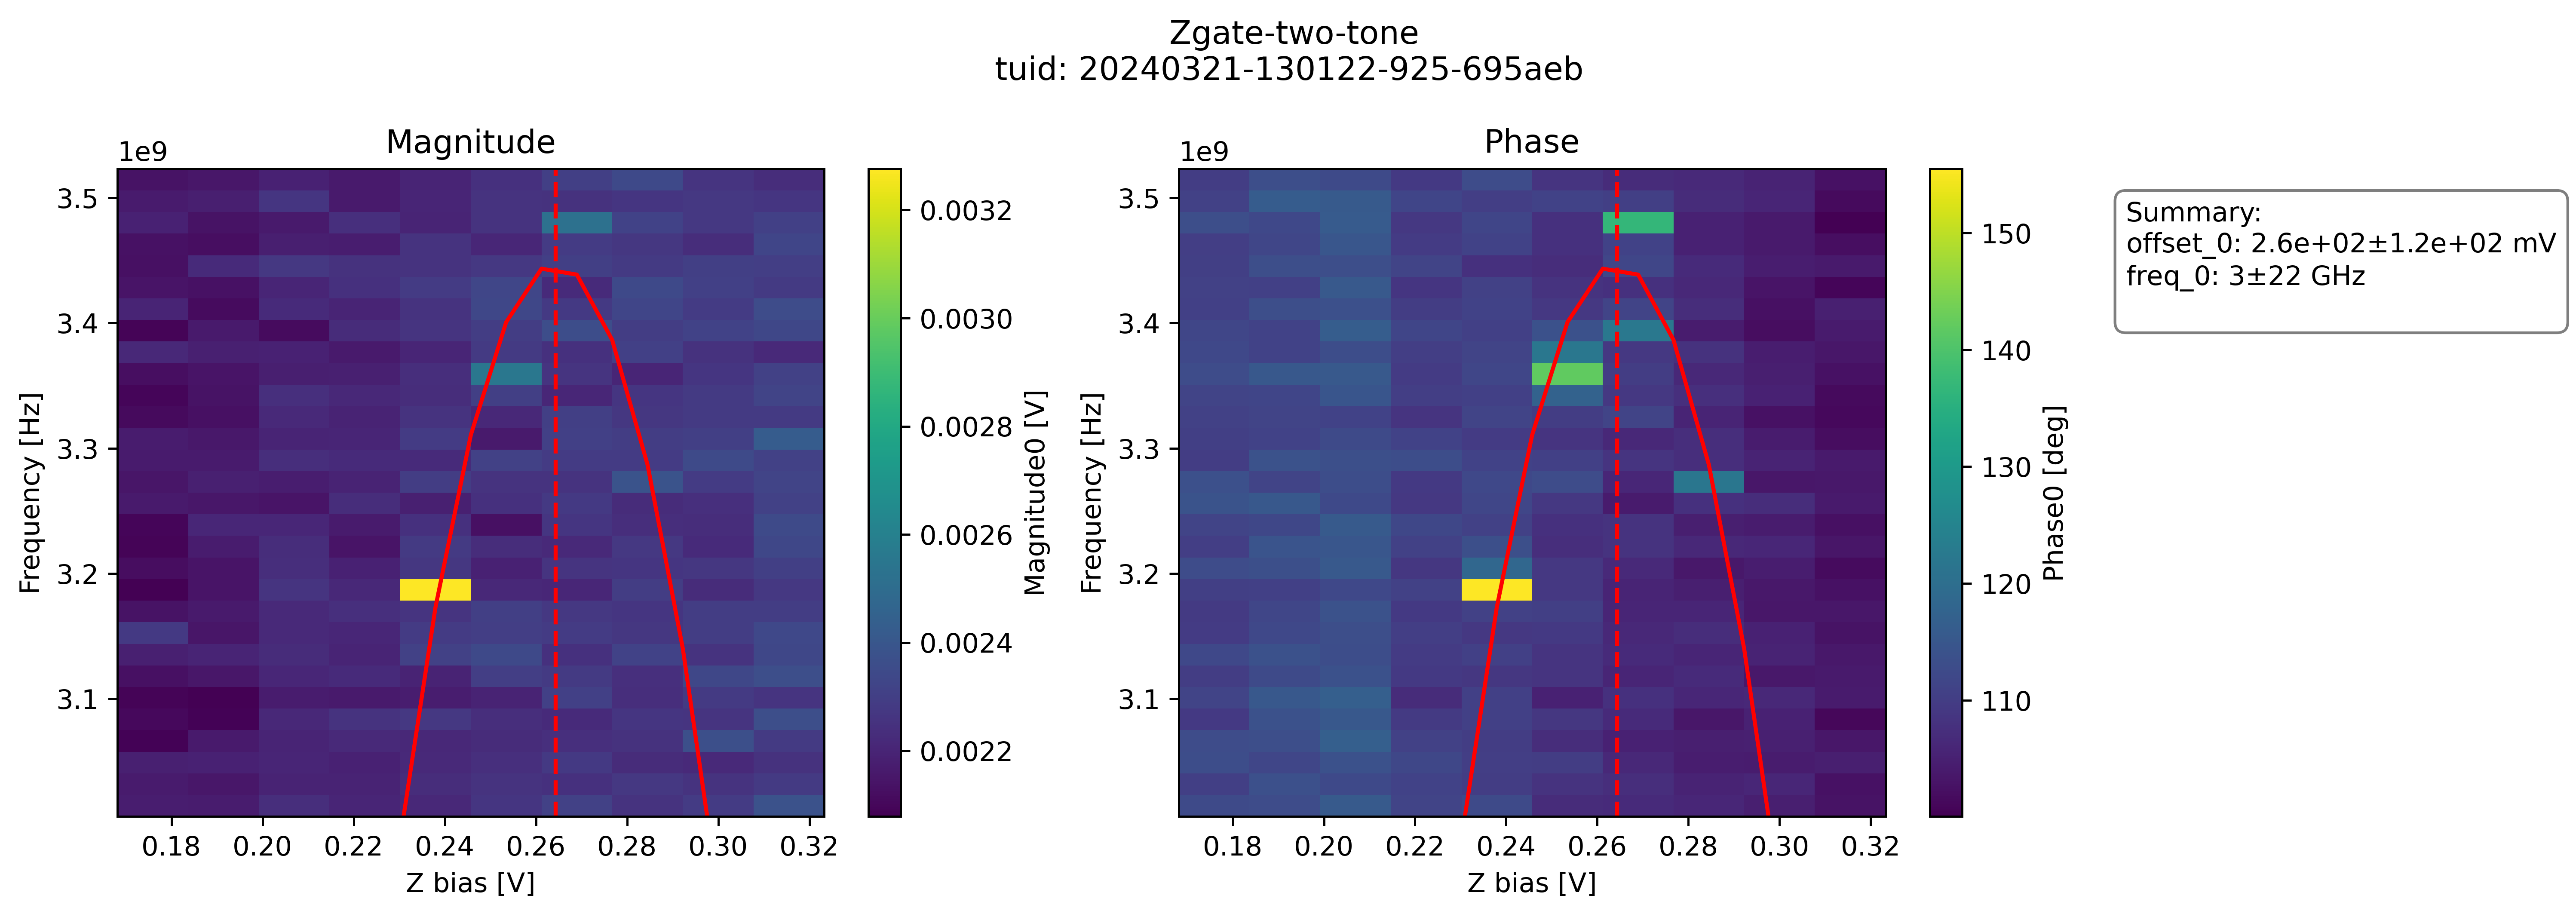 Zgate-two-tone
tuid: 20240321-130122-925-695aeb
Magnitude
1e9
3.5
3.4
3.3
3.2
3.1
Frequency [Hz]
0.18 0.20 0.22 0.24 0.26 0.28 0.30 0.32
Z bias [V]
0.0032
0.0030
0.0028
0.0026
0.0024
0.0022
Magnitude0 [V]
Phase
1e9
3.5
3.4
3.3
3.2
3.1
Frequency [Hz]
0.18 0.20 0.22 0.24 0.26 0.28 0.30 0.32
Z bias [V]
150
140
130
120
110
Phase0 [deg]
Summary:
offset_0: 2.6e+02±1.2e+02 mV
freq_0: 3±22 GHz